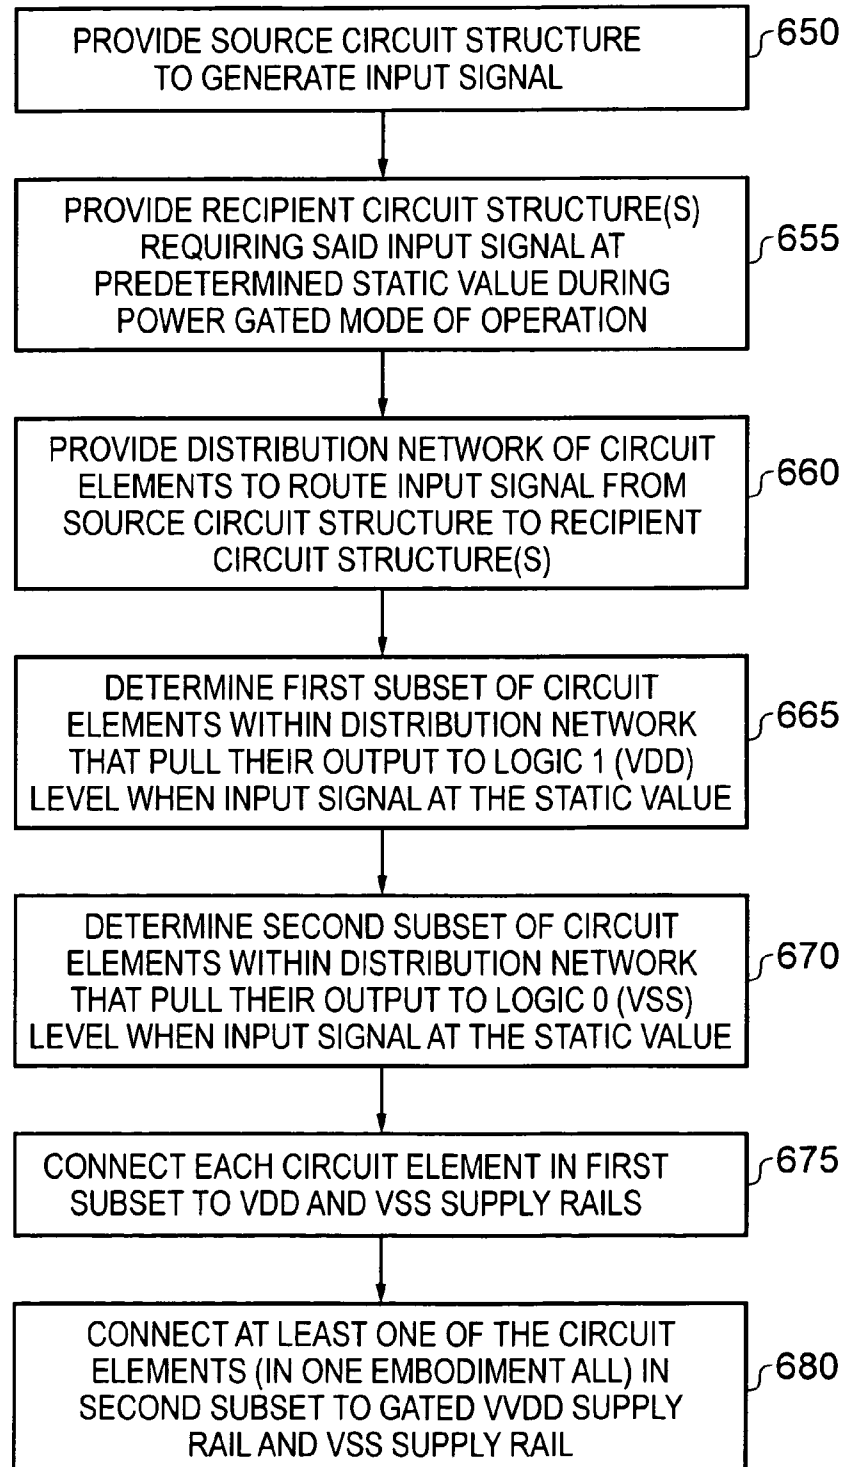 PROVIDE SOURCE CIRCUIT STRUCTURE
TO GENERATE INPUT SIGNAL
650
PROVIDE RECIPIENT CIRCUIT STRUCTURE(S)
REQUIRING SAID INPUT SIGNAL AT
PREDETERMINED STATIC VALUE DURING
POWER GATED MODE OF OPERATION
655
PROVIDE DISTRIBUTION NETWORK OF CIRCUIT
ELEMENTS TO ROUTE INPUT SIGNAL FROM
SOURCE CIRCUIT STRUCTURE TO RECIPIENT
CIRCUIT STRUCTURE(S)
660
DETERMINE FIRST SUBSET OF CIRCUIT
ELEMENTS WITHIN DISTRIBUTION NETWORK
THAT PULL THEIR OUTPUT TO LOGIC 1 (VDD)
LEVEL WHEN INPUT SIGNAL AT THE STATIC VALUE
665
DETERMINE SECOND SUBSET OF CIRCUIT
ELEMENTS WITHIN DISTRIBUTION NETWORK
THAT PULL THEIR OUTPUT TO LOGIC 0 (VSS)
LEVEL WHEN INPUT SIGNAL AT THE STATIC VALUE
670
CONNECT EACH CIRCUIT ELEMENT IN FIRST
SUBSET TO VDD AND VSS SUPPLY RAILS
675
CONNECT AT LEAST ONE OF THE CIRCUIT
ELEMENTS (IN ONE EMBODIMENT ALL) IN
SECOND SUBSET TO GATED VVDD SUPPLY
RAIL AND VSS SUPPLY RAIL
680